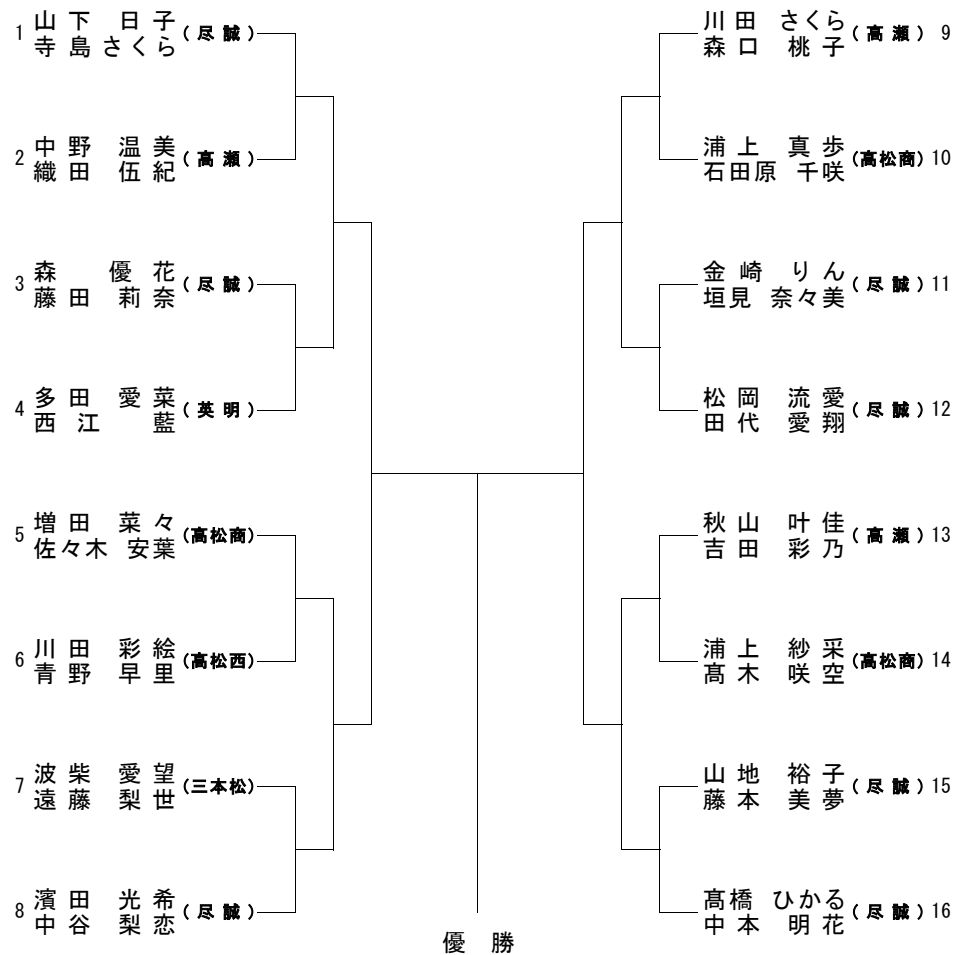 1 山下 日子 (尽誠)
寺島 さくら
2 中野 温美 (高瀬)
織田 伍紀
3 森 優花 (尽誠)
藤田 莉奈
4 多田 愛菜 (英明)
西江 藍
5 増田 菜々 (高松商)
佐々木 安葉
6 川田 彩絵 (高松西)
青野 早里
7 波柴 愛望 (三本松)
遠藤 梨世
8 濱田 光希 (尽誠)
中谷 梨恋
川田 さくら (高瀬) 9
森口 桃子
浦上 真歩 (高松商) 10
石田原 千咲
金崎 りん (尽誠) 11
垣見 奈々美
松岡 流愛 (尽誠) 12
田代 愛翔
秋山 叶佳 (高瀬) 13
吉田 彩乃
浦上 紗采 (高松商) 14
髙木 咲空
山地 裕子 (尽誠) 15
藤本 美夢
髙橋 ひかる (尽誠) 16
中本 明花
優 勝